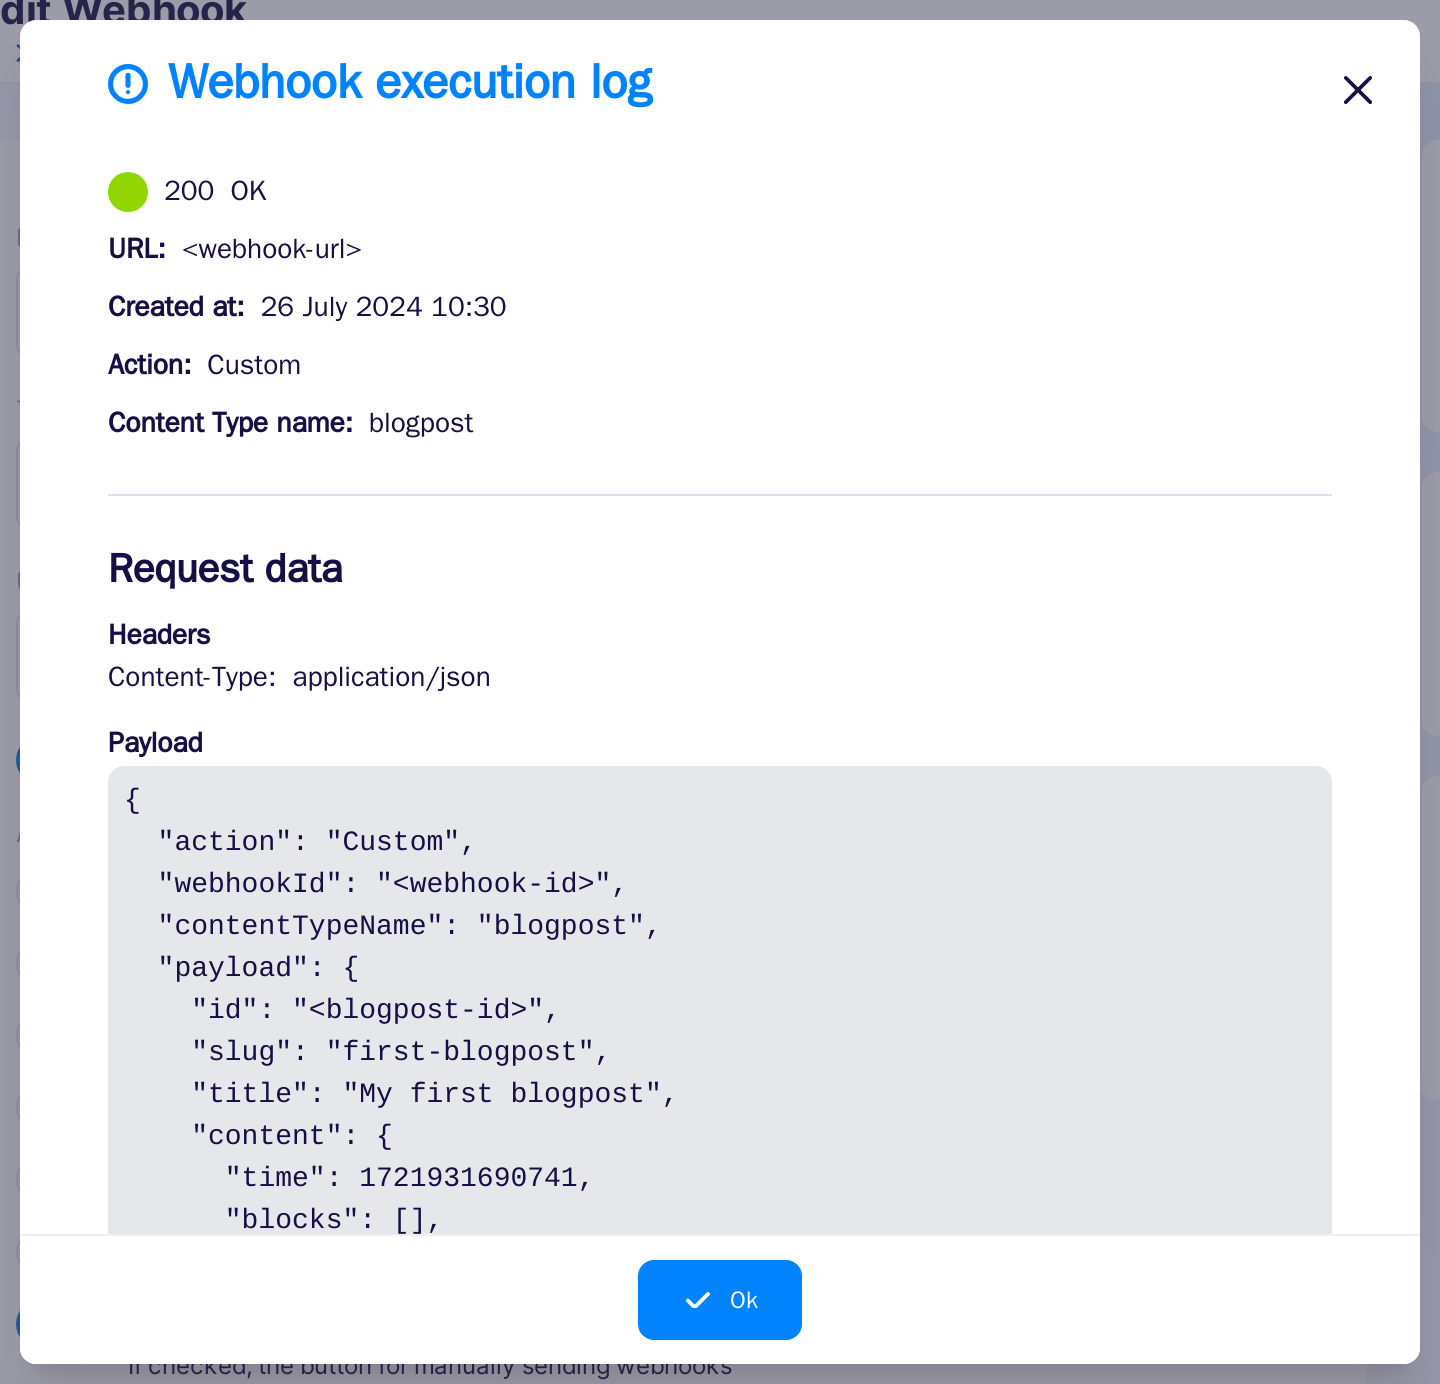 dit Webhook
Webhook execution log
200 OK
URL: <webhook-url>
Created at: 26 July 2024 10:30
Action: Custom
Content Type name: blogpost
Request data
Headers
Content-Type: application/json
Payload
{
  "action": "Custom",
  "webhookId": "<webhook-id>",
  "contentTypeName": "blogpost",
  "payload": {
    "id": "<blogpost-id>",
    "slug": "first-blogpost",
    "title": "My first blogpost",
    "content": {
      "time": 1721931690741,
      "blocks": [],
Ok
If checked, the button for manually sending webhooks